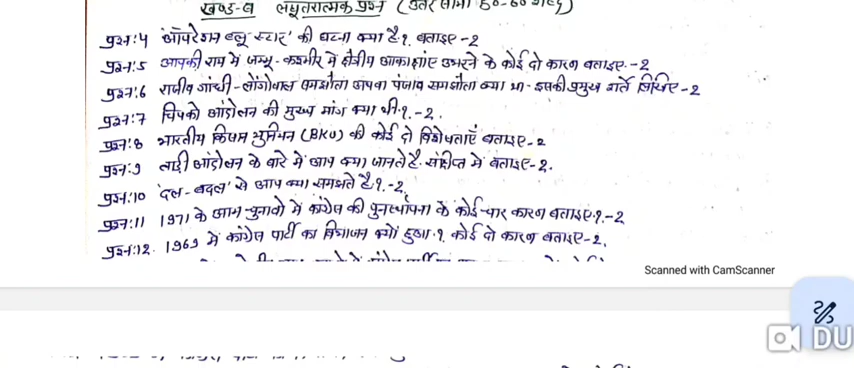 खण्ड-ब लघुत्तरात्मक प्रश्न (उत्तर सीमा 50-60 शब्द)
प्रश्न:4 'ऑपरेशन ब्लू स्टार' की घटना क्या है? बताइए -2
प्रश्न:5 आपकी राय में जम्मू-कश्मीर में क्षेत्रीय आकांक्षाएं उभरने के कोई दो कारण बताइए. -2
प्रश्न:6 राजीव गांधी - लोंगोवाल समझौता अथवा पंजाब समझौता क्या था - इसकी प्रमुख शर्ते लिखिए -2
प्रश्न:7 चिपको आंदोलन की मुख्य मांग क्या थी.? -2.
प्रश्न:8 भारतीय किसान यूनियन (BKU) की कोई दो विशेषताएं बताइए -2
प्रश्न:9 ताड़ी आंदोलन के बारे में आप क्या जानते है. संक्षिप्त में बताइए -2.
प्रश्न:10 'दल-बदल' से आप क्या समझते है? -2.
प्रश्न:11 1971 के आम चुनावो में कांग्रेस की पुनर्स्थापना के कोई चार कारण बताइए.? -2
प्रश्न:12. 1969 में कांग्रेस पार्टी का विभाजन क्यों हुआ.? कोई दो कारण बताइए -2.
Scanned with CamScanner
DU